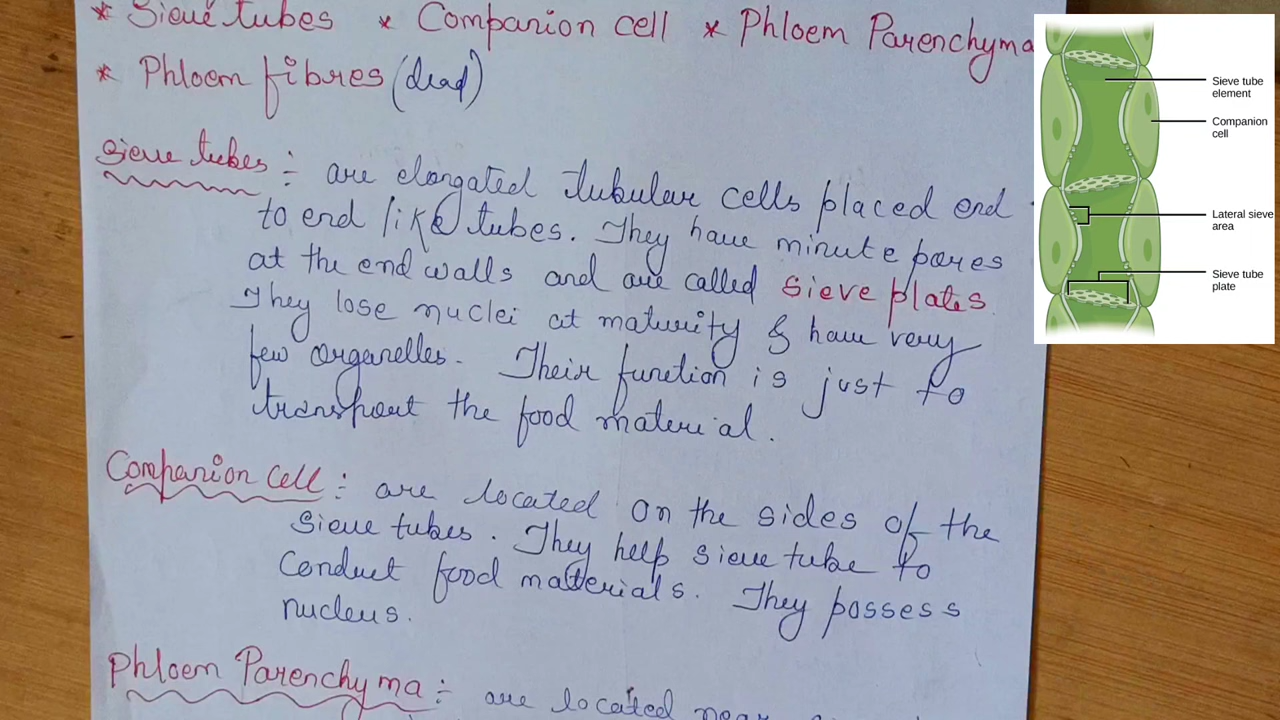 * Sieve tubes * Companion cell * Phloem Parenchyma
* Phloem fibres (dead)
Sieve tubes :- are elongated tubular cells placed end
to end like tubes. They have minute pores
at the end walls and are called Sieve plates.
They lose nuclei at maturity & have very
few organelles. Their function is just to
transport the food material.
Companion Cell :- are located on the sides of the
Sieve tubes. They help sieve tube to
Conduct food materials. They possess
nucleus.
Phloem Parenchyma :- are located near
Sieve tube
element
Companion
cell
Lateral sieve
area
Sieve tube
plate